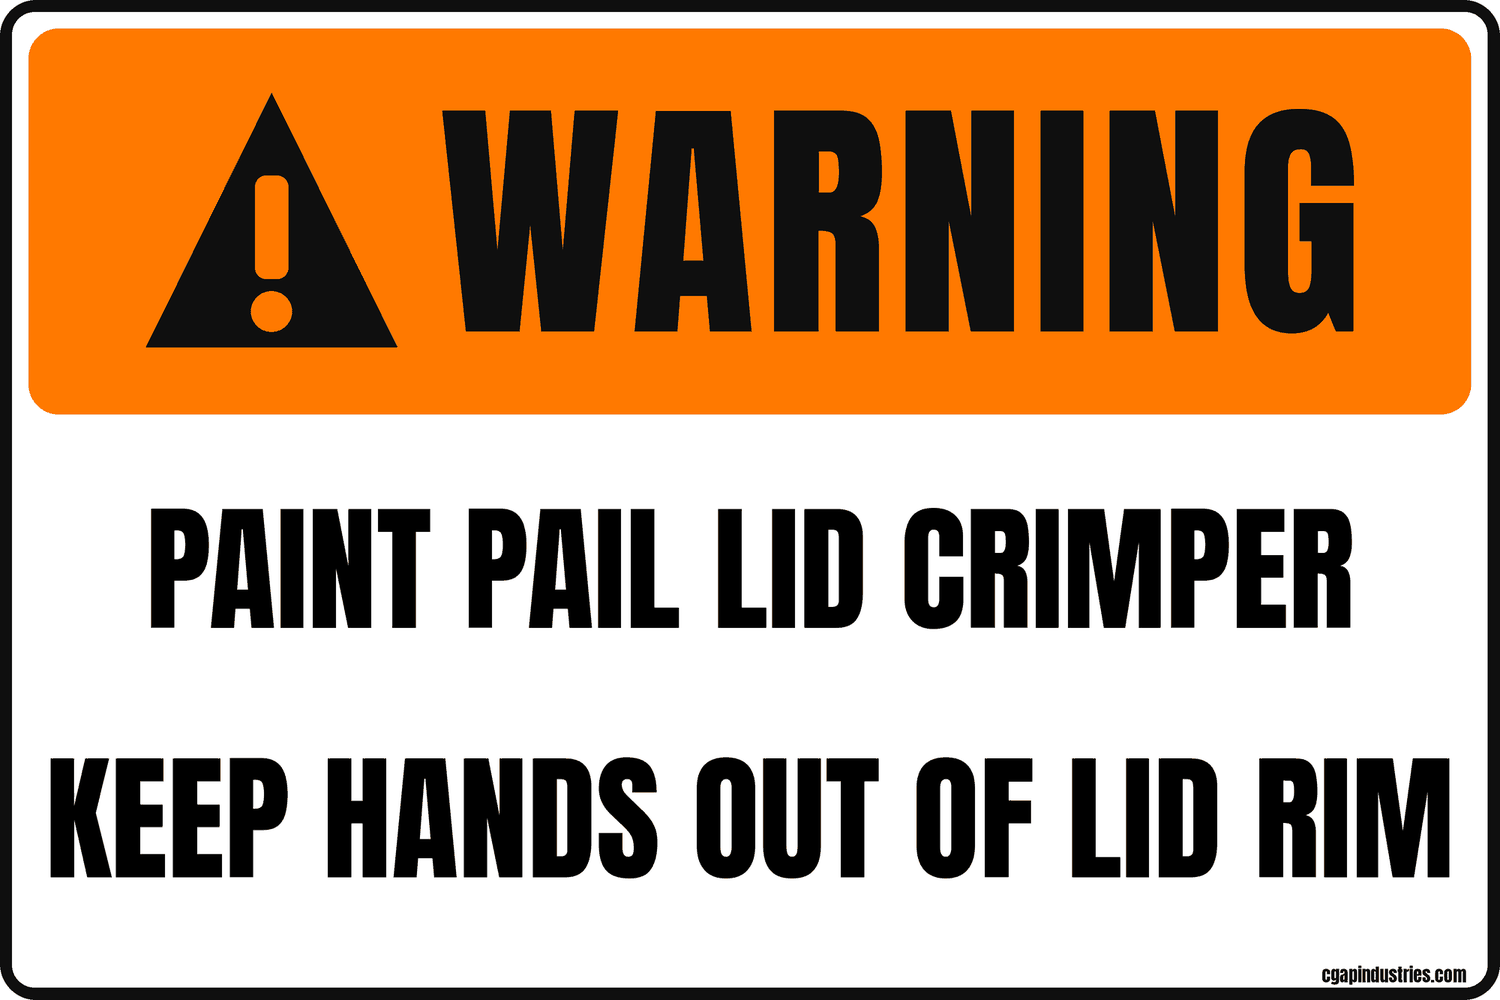 WARNING
PAINT PAIL LID CRIMPER
KEEP HANDS OUT OF LID RIM
cgapindustries.com